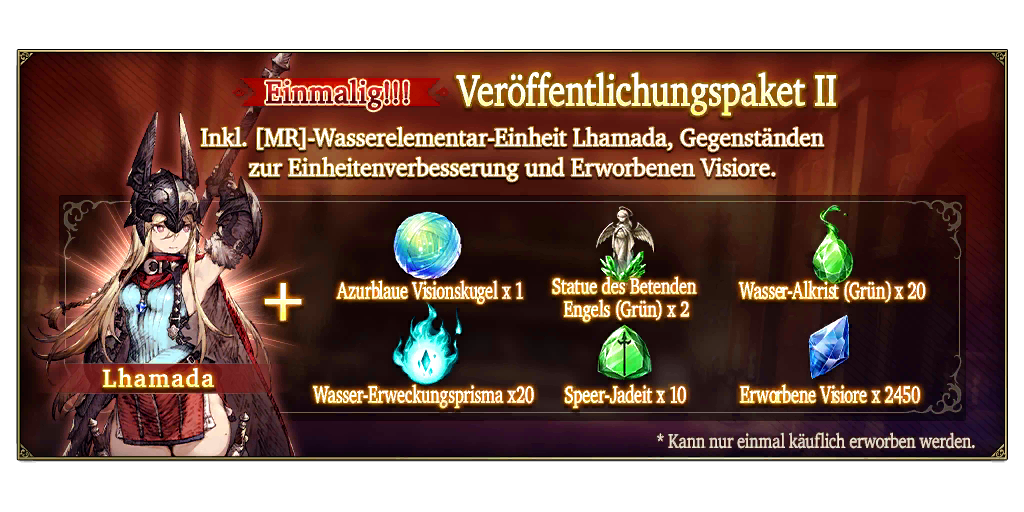 Einmalig!!! Veröffentlichungspaket II
Inkl. [MR]-Wasserelementar-Einheit Lhamada, Gegenständen
zur Einheitenverbesserung und Erworbenen Visiore.
Azurblaue Visionskugel x 1
Statue des Betenden
Engels (Grün) x 2
Wasser-Alkrist (Grün) x 20
Lhamada
Wasser-Erweckungsprisma x20
Speer-Jadeit x 10
Erworbene Visiore x 2450
* Kann nur einmal käuflich erworben werden.